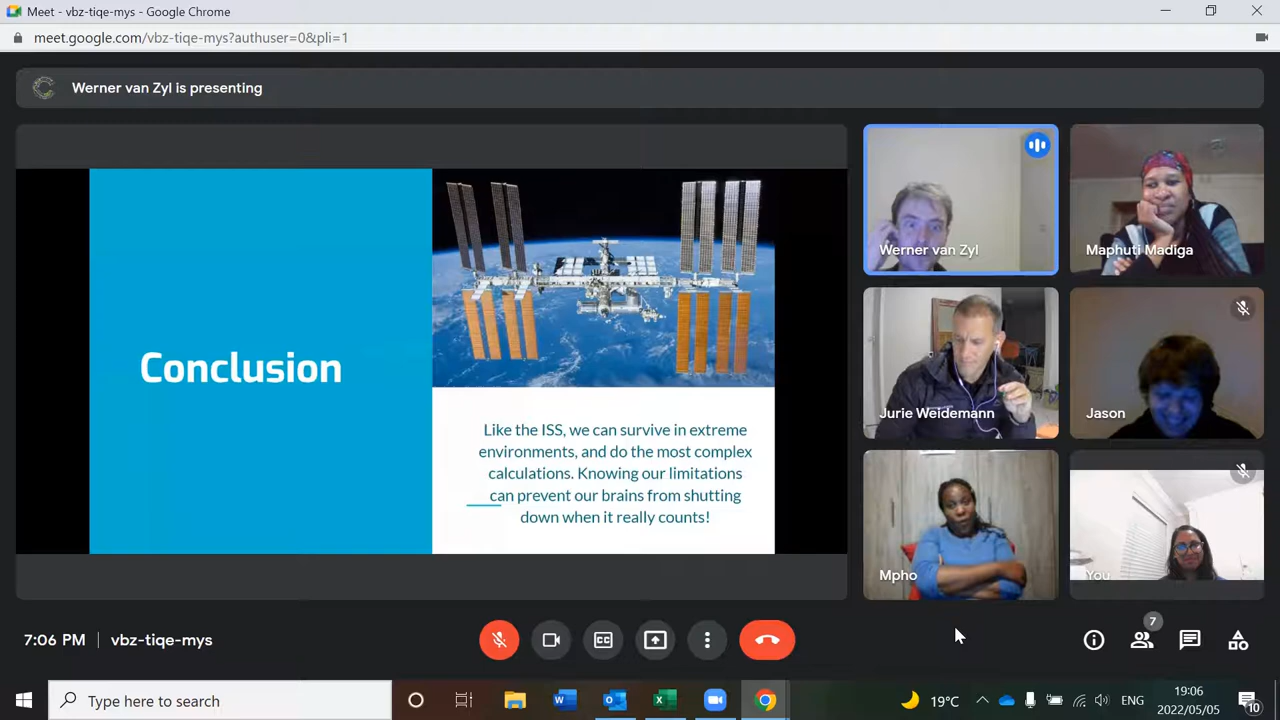 Meet - vbz-tiqe-mys - Google Chrome
meet.google.com/vbz-tiqe-mys?authuser=0&pli=1
Werner van Zyl is presenting
Conclusion
Like the ISS, we can survive in extreme
environments, and do the most complex
calculations. Knowing our limitations
can prevent our brains from shutting
down when it really counts!
Werner van Zyl
Maphuti Madiga
Jurie Weidemann
Jason
Mpho
You
7:06 PM
vbz-tiqe-mys
CC
7
Type here to search
19°C
ENG
19:06
2022/05/05
10